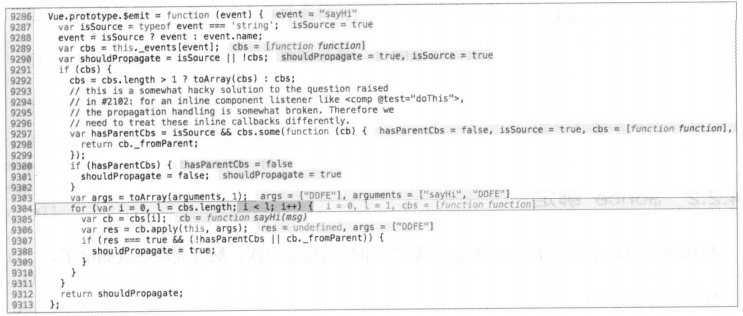 9286 Vue.prototype.$emit = function (event) { event = "sayHi"
9287 var isSource = typeof event === 'string'; isSource = true
9288 event = isSource ? event : event.name;
9289 var cbs = this._events[event]; cbs = [function function]
9290 var shouldPropagate = isSource || !cbs; shouldPropagate = true, isSource = true
9291 if (cbs) {
9292 cbs = cbs.length > 1 ? toArray(cbs) : cbs;
9293 // this is a somewhat hacky solution to the question raised
9294 // in #2102: for an inline component listener like <comp @test="doThis">,
9295 // the propagation handling is somewhat broken. Therefore we
9296 // need to treat these inline callbacks differently.
9297 var hasParentCbs = isSource && cbs.some(function (cb) { hasParentCbs = false, isSource = true, cbs = [function function],
9298 return cb._fromParent;
9299 });
9300 if (hasParentCbs) { hasParentCbs = false
9301 shouldPropagate = false; shouldPropagate = true
9302 }
9303 var args = toArray(arguments, 1); args = ["DDFE"], arguments = ["sayHi", "DDFE"]
9304 for (var i = 0, l = cbs.length; i < l; i++) { i = 0, l = 1, cbs = [function function]
9305 var cb = cbs[i]; cb = function sayHi(msg)
9306 var res = cb.apply(this, args); res = undefined, args = ["DDFE"]
9307 if (res === true && (!hasParentCbs || cb._fromParent)) {
9308 shouldPropagate = true;
9309 }
9310 }
9311 }
9312 return shouldPropagate;
9313 };